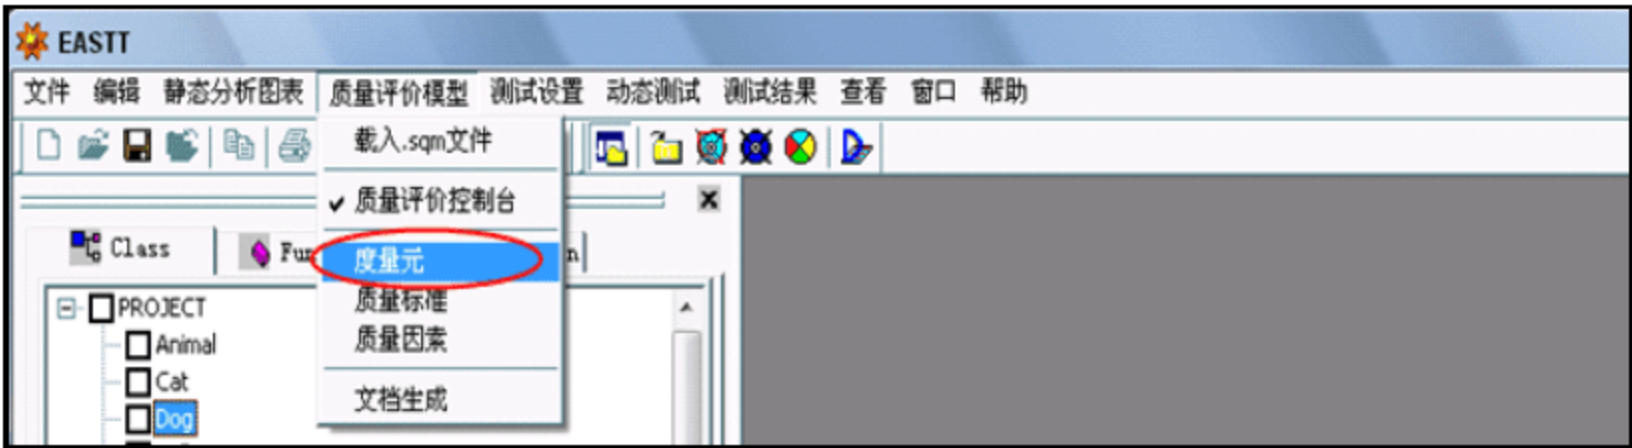 EASTT
文件 编辑 静态分析图表 质量评价模型 测试设置 动态测试 测试结果 查看 窗口 帮助
载入.sqm文件
质量评价控制台
Class
度量元
PROJECT
质量标准
Animal
质量因素
Cat
文档生成
Dog